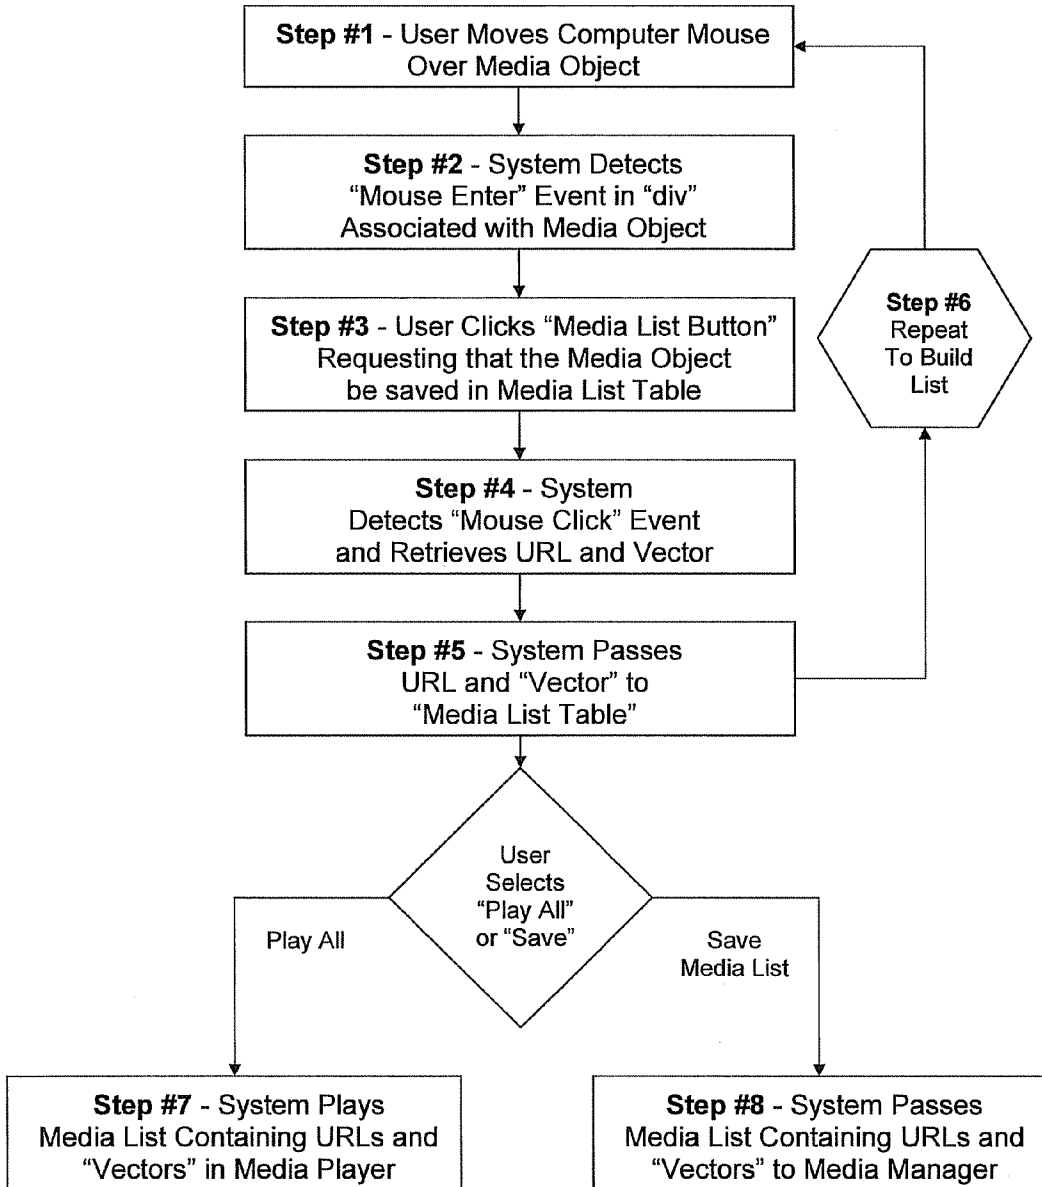 Step #1 - User Moves Computer Mouse
Over Media Object
Step #2 - System Detects
“Mouse Enter” Event in “div”
Associated with Media Object
Step #3 - User Clicks “Media List Button”
Requesting that the Media Object
be saved in Media List Table
Step #4 - System
Detects “Mouse Click” Event
and Retrieves URL and Vector
Step #5 - System Passes
URL and “Vector” to
“Media List Table”
Step #6
Repeat
To Build
List
User
Selects
“Play All”
or “Save”
Play All
Save
Media List
Step #7 - System Plays
Media List Containing URLs and
“Vectors” in Media Player
Step #8 - System Passes
Media List Containing URLs and
“Vectors” to Media Manager